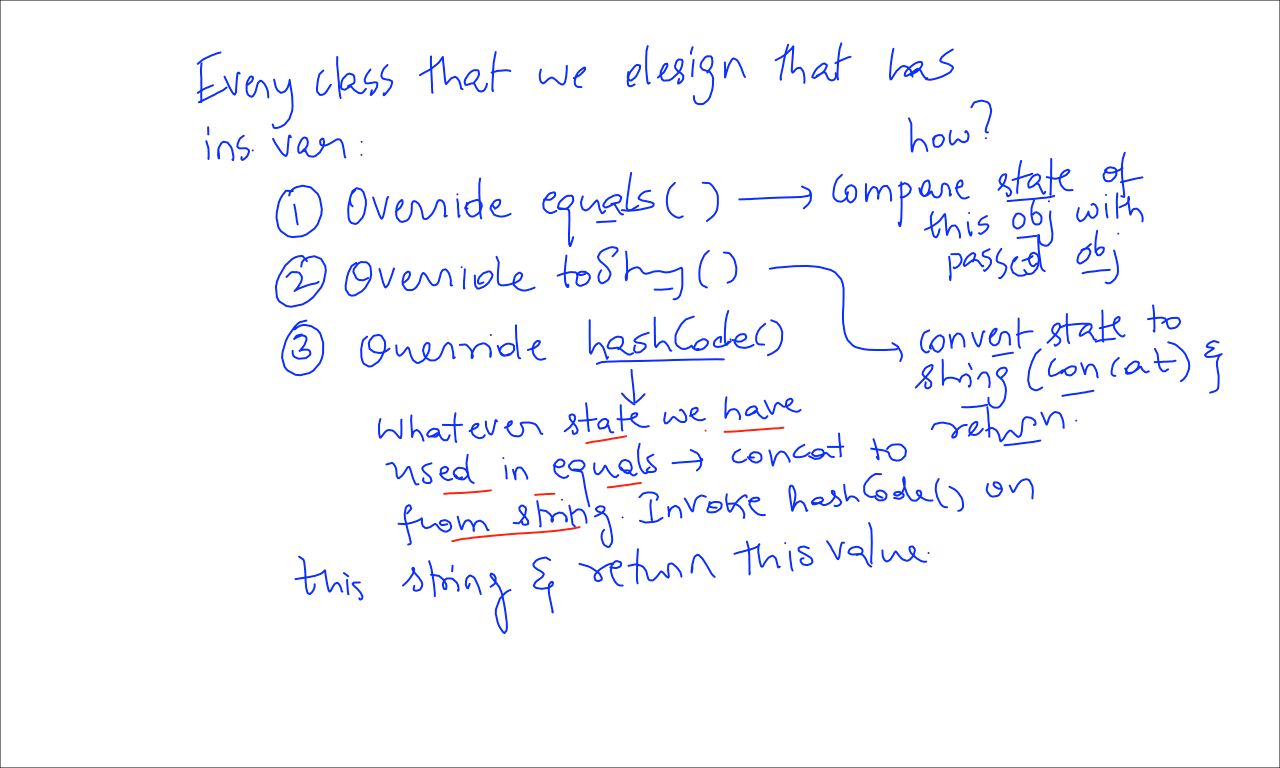 Every class that we design that has
ins. var:
how?
① Override equals() → compare state of
this obj with
passed obj
② Override toString()
convert state to
string (concat) &
return.
③ Override hashCode()
↓
Whatever state we have
used in equals → concat to
from string. Invoke hashCode() on
this string & return this value.